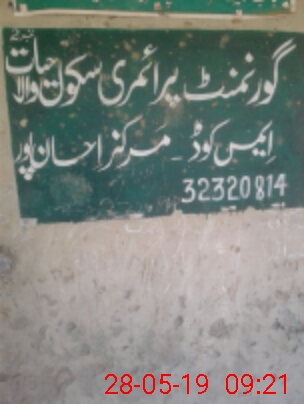 گورنمنٹ پرائمری سکول حیات والا
ایمس کوڈ - مرکز احسان پور
32320814
28-05-19 09:21